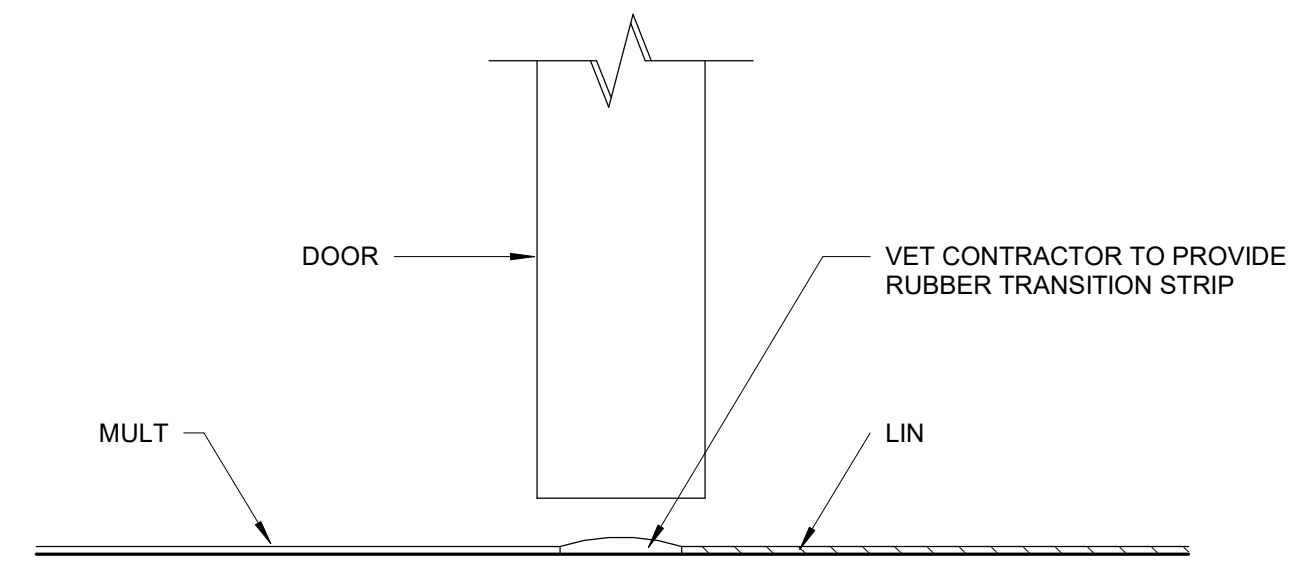 DOOR
VET CONTRACTOR TO PROVIDE
RUBBER TRANSITION STRIP
MULT
LIN